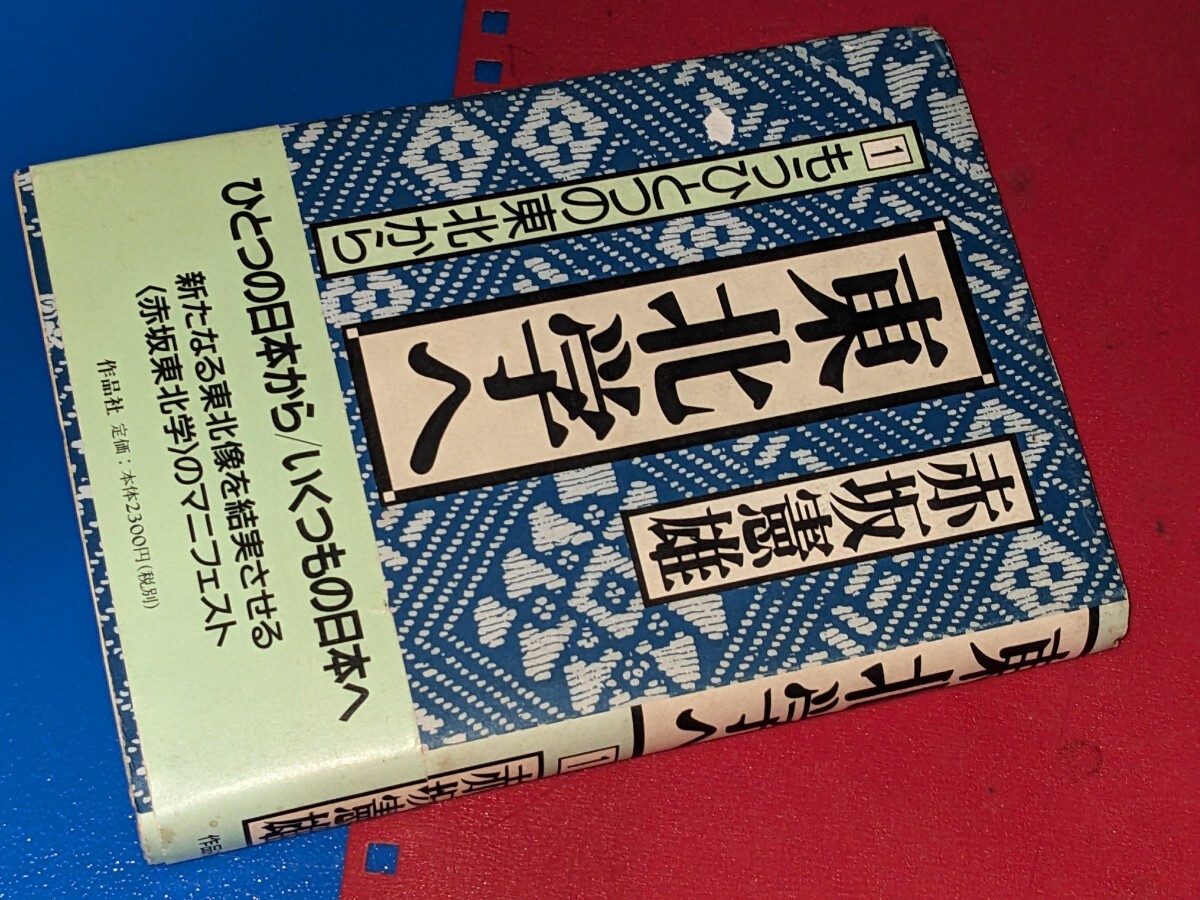 1 もうひとつの東北から
東北学へ
赤坂憲雄
ひとつの日本から/いくつもの日本へ
新たなる東北像を結実させる
〈赤坂東北学〉のマニフェスト
作品社 定価:本体2300円(税別)
東北学へ
1
赤坂憲雄
作品